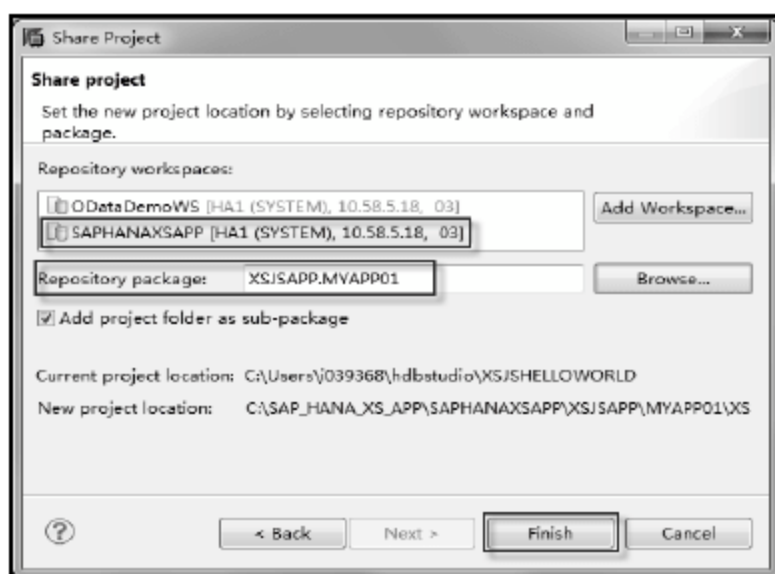 Share Project
Share project
Set the new project location by selecting repository workspace and
package.
Repository workspaces:
ODataDemoWS [HA1 (SYSTEM), 10.58.5.18, 03]
SAPHANAXSAPP [HA1 (SYSTEM), 10.58.5.18, 03]
Add Workspace...
Repository package: XSJSAPP.MYAPP01
Browse...
Add project folder as sub-package
Current project location: C:\Users\i039368\hdbstudio\XSJSHELLOWORLD
New project location: C:\SAP_HANA_XS_APP\SAPHANAXSAPP\XSJSAPP\MYAPP01\XS
?
< Back
Next >
Finish
Cancel